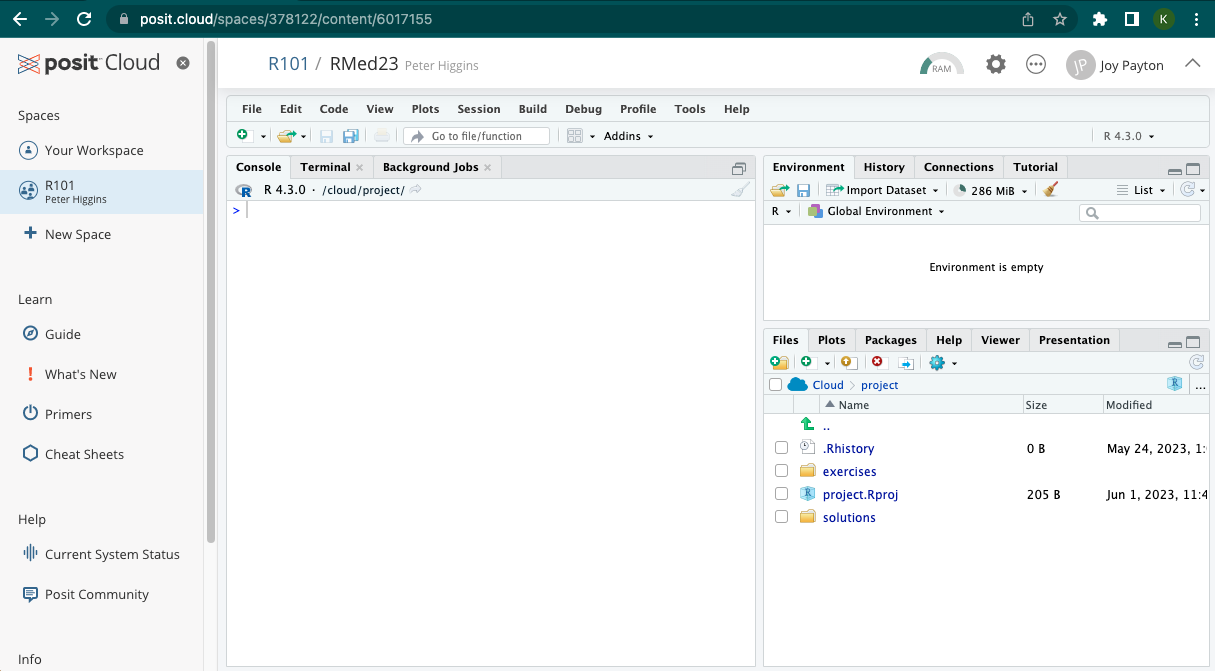 posit.cloud/spaces/378122/content/6017155
K
posit Cloud
R101 / RMed23 Peter Higgins
RAM
JP Joy Payton
Spaces
Your Workspace
R101
Peter Higgins
New Space
Learn
Guide
What's New
Primers
Cheat Sheets
Help
Current System Status
Posit Community
Info
File Edit Code View Plots Session Build Debug Profile Tools Help
Go to file/function Addins R 4.3.0
Console Terminal Background Jobs
R R 4.3.0 · /cloud/project/
>
Environment History Connections Tutorial
Import Dataset 286 MiB List
R Global Environment
Environment is empty
Files Plots Packages Help Viewer Presentation
Cloud project R ...
Name Size Modified
..
.Rhistory 0 B May 24, 2023, 1:
exercises
R project.Rproj 205 B Jun 1, 2023, 11:4
solutions